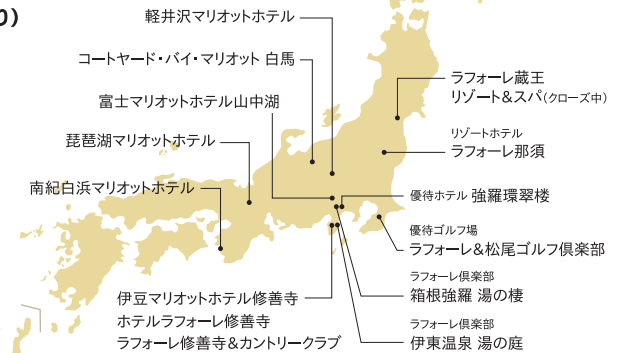 0)
軽井沢マリオットホテル
コートヤード・バイ・マリオット 白馬
富士マリオットホテル山中湖
琵琶湖マリオットホテル
南紀白浜マリオットホテル
伊豆マリオットホテル修善寺
ホテルラフォーレ修善寺
ラフォーレ修善寺&カントリークラブ
ラフォーレ蔵王
リゾート&スパ(クローズ中)
リゾートホテル
ラフォーレ那須
優待ホテル 強羅環翠楼
優待ゴルフ場
ラフォーレ&松尾ゴルフ倶楽部
ラフォーレ倶楽部
箱根強羅 湯の棲
ラフォーレ倶楽部
伊東温泉 湯の庭